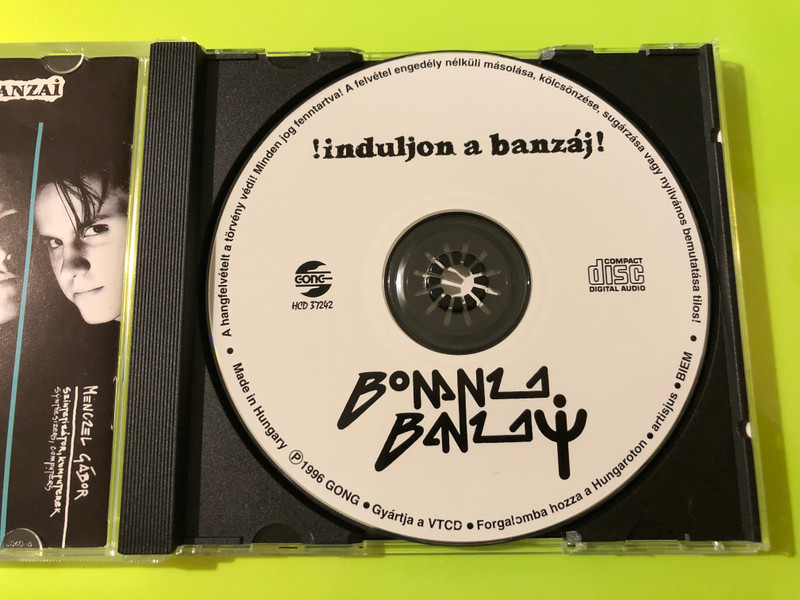 ANZAI
MENCZEL GÁBOR
!induljon a banzáj!
A hangfelvételt a törvény védi! Minden jog fenntartva! A felvétel engedély nélküli másolása, kölcsönzése, sugárzása vagy nyilvános bemutatása tilos!
GONG
HCD 37242
COMPACT
disc
DIGITAL AUDIO
BONANZA
BANZAI
Made in Hungary ℗ 1996 GONG • Gyártja a VTCD • Forgalomba hozza a Hungaroton • artisjus • BIEM